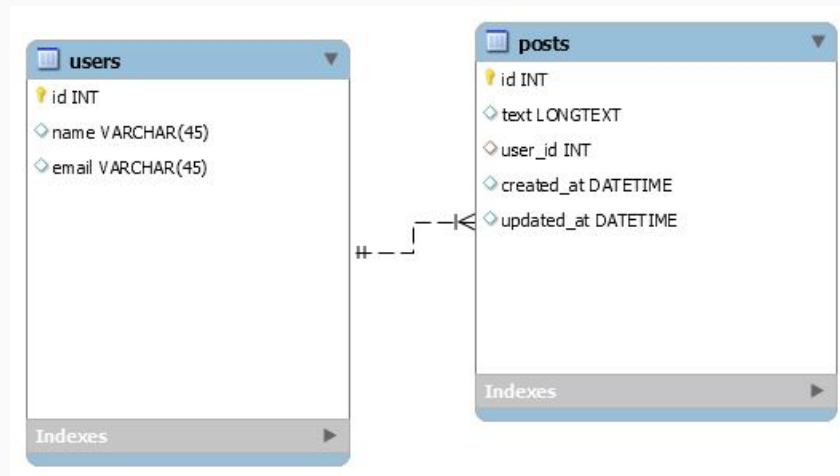 users
id INT
name VARCHAR(45)
email VARCHAR(45)
Indexes
posts
id INT
text LONGTEXT
user_id INT
created_at DATETIME
updated_at DATETIME
Indexes